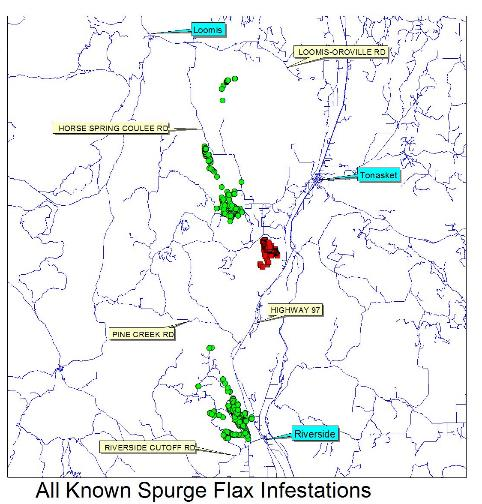 Loomis
LOOMIS-OROVILLE RD
HORSE SPRING COULEE RD
Tonasket
HIGHWAY 97
PINE CREEK RD
Riverside
RIVERSIDE CUTOFF RD
All Known Spurge Flax Infestations